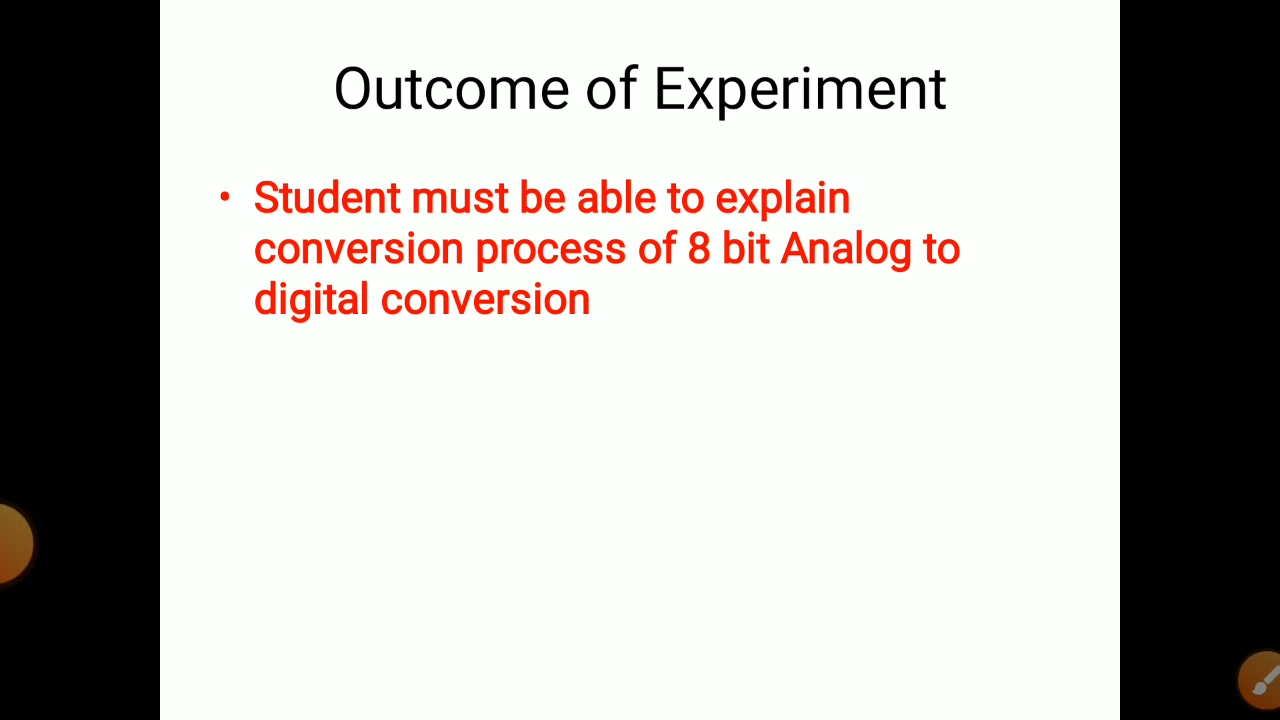 Outcome of Experiment
• Student must be able to explain
conversion process of 8 bit Analog to
digital conversion